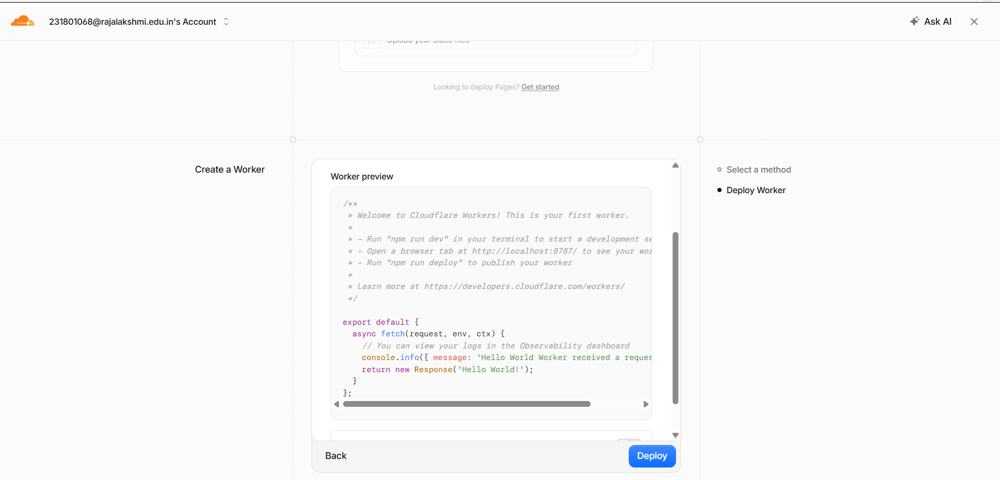 231801068@rajalakshmi.edu.in's Account
Ask AI
Upload your static files
Looking to deploy Pages? Get started
Create a Worker
Worker preview
/**
 * Welcome to Cloudflare Workers! This is your first worker.
 *
 * - Run "npm run dev" in your terminal to start a development se
 * - Open a browser tab at http://localhost:8787/ to see your wor
 * - Run "npm run deploy" to publish your worker
 *
 * Learn more at https://developers.cloudflare.com/workers/
 */
export default {
  async fetch(request, env, ctx) {
    // You can view your logs in the Observability dashboard
    console.info({ message: 'Hello World Worker received a reques
    return new Response('Hello World!');
  }
};
Select a method
Deploy Worker
Back
Deploy